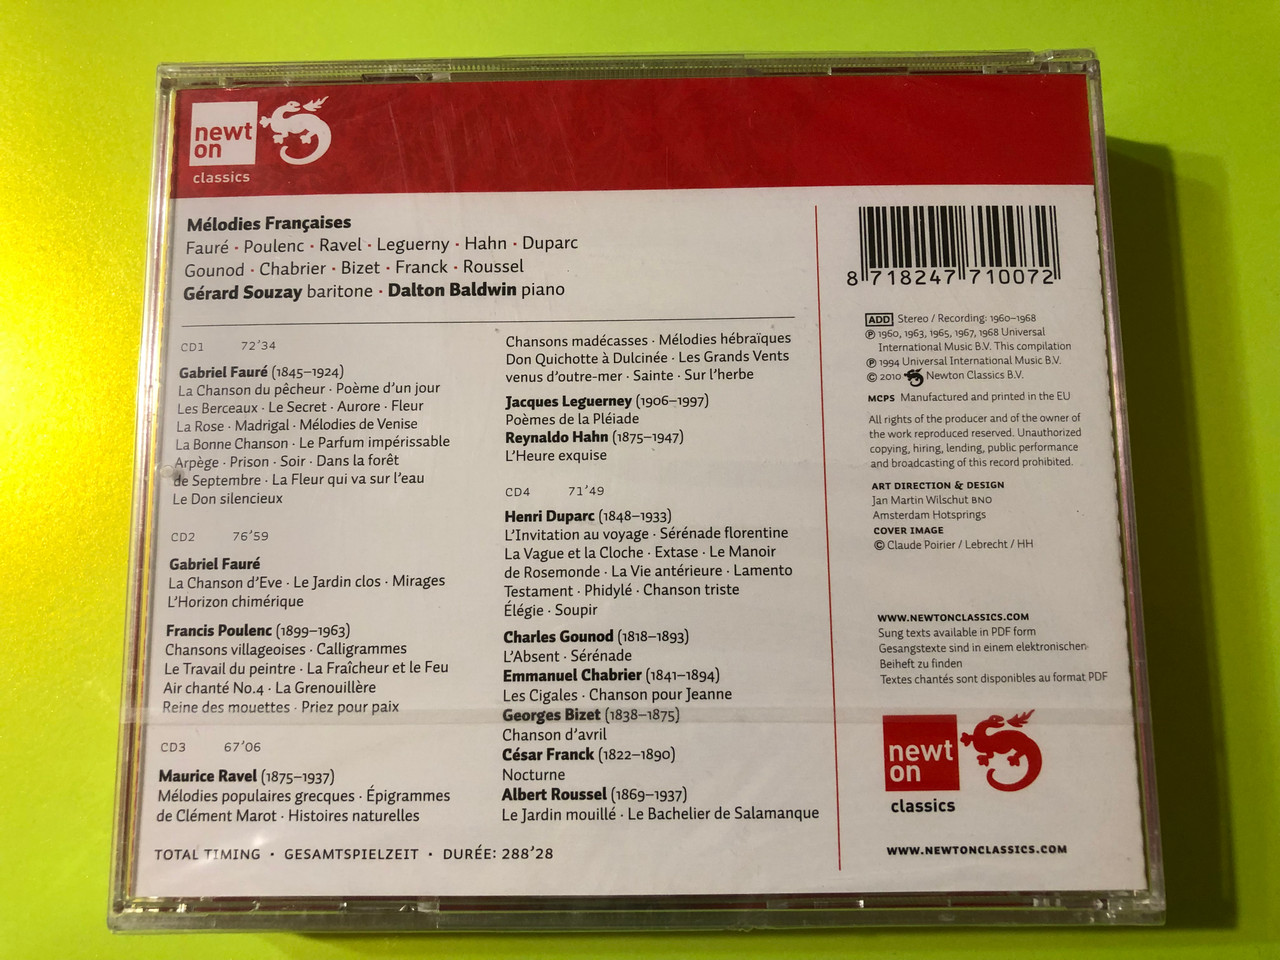 newt
on
classics
Mélodies Françaises
Fauré · Poulenc · Ravel · Leguerny · Hahn · Duparc
Gounod · Chabrier · Bizet · Franck · Roussel
Gérard Souzay baritone · Dalton Baldwin piano
CD1 72’34
Gabriel Fauré (1845–1924)
La Chanson du pêcheur · Poème d’un jour
Les Berceaux · Le Secret · Aurore · Fleur
La Rose · Madrigal · Mélodies de Venise
La Bonne Chanson · Le Parfum impérissable
Arpège · Prison · Soir · Dans la forêt
de Septembre · La Fleur qui va sur l’eau
Le Don silencieux
CD2 76’59
Gabriel Fauré
La Chanson d’Eve · Le Jardin clos · Mirages
L’Horizon chimérique
Francis Poulenc (1899–1963)
Chansons villageoises · Calligrammes
Le Travail du peintre · La Fraîcheur et le Feu
Air chanté No.4 · La Grenouillère
Reine des mouettes · Priez pour paix
CD3 67’06
Maurice Ravel (1875–1937)
Mélodies populaires grecques · Épigrammes
de Clément Marot · Histoires naturelles
Chansons madécasses · Mélodies hébraïques
Don Quichotte à Dulcinée · Les Grands Vents
venus d’outre-mer · Sainte · Sur l’herbe
Jacques Leguerney (1906–1997)
Poèmes de la Pléiade
Reynaldo Hahn (1875–1947)
L’Heure exquise
CD4 71’49
Henri Duparc (1848–1933)
L’Invitation au voyage · Sérénade florentine
La Vague et la Cloche · Extase · Le Manoir
de Rosemonde · La Vie antérieure · Lamento
Testament · Phidylé · Chanson triste
Élégie · Soupir
Charles Gounod (1818–1893)
L’Absent · Sérénade
Emmanuel Chabrier (1841–1894)
Les Cigales · Chanson pour Jeanne
Georges Bizet (1838–1875)
Chanson d’avril
César Franck (1822–1890)
Nocturne
Albert Roussel (1869–1937)
Le Jardin mouillé · Le Bachelier de Salamanque
TOTAL TIMING · GESAMTSPIELZEIT · DURÉE: 288’28
8 718247 710072
ADD Stereo / Recording: 1960–1968
℗ 1960, 1963, 1965, 1967, 1968 Universal
International Music B.V. This compilation
℗ 1994 Universal International Music B.V.
© 2010 Newton Classics B.V.
MCPS Manufactured and printed in the EU
All rights of the producer and of the owner of
the work reproduced reserved. Unauthorized
copying, hiring, lending, public performance
and broadcasting of this record prohibited.
ART DIRECTION & DESIGN
Jan Martin Wilschut BNO
Amsterdam Hotsprings
COVER IMAGE
© Claude Poirier / Lebrecht / HH
WWW.NEWTONCLASSICS.COM
Sung texts available in PDF form
Gesangstexte sind in einem elektronischen
Beiheft zu finden
Textes chantés sont disponibles au format PDF
newt
on
classics
WWW.NEWTONCLASSICS.COM